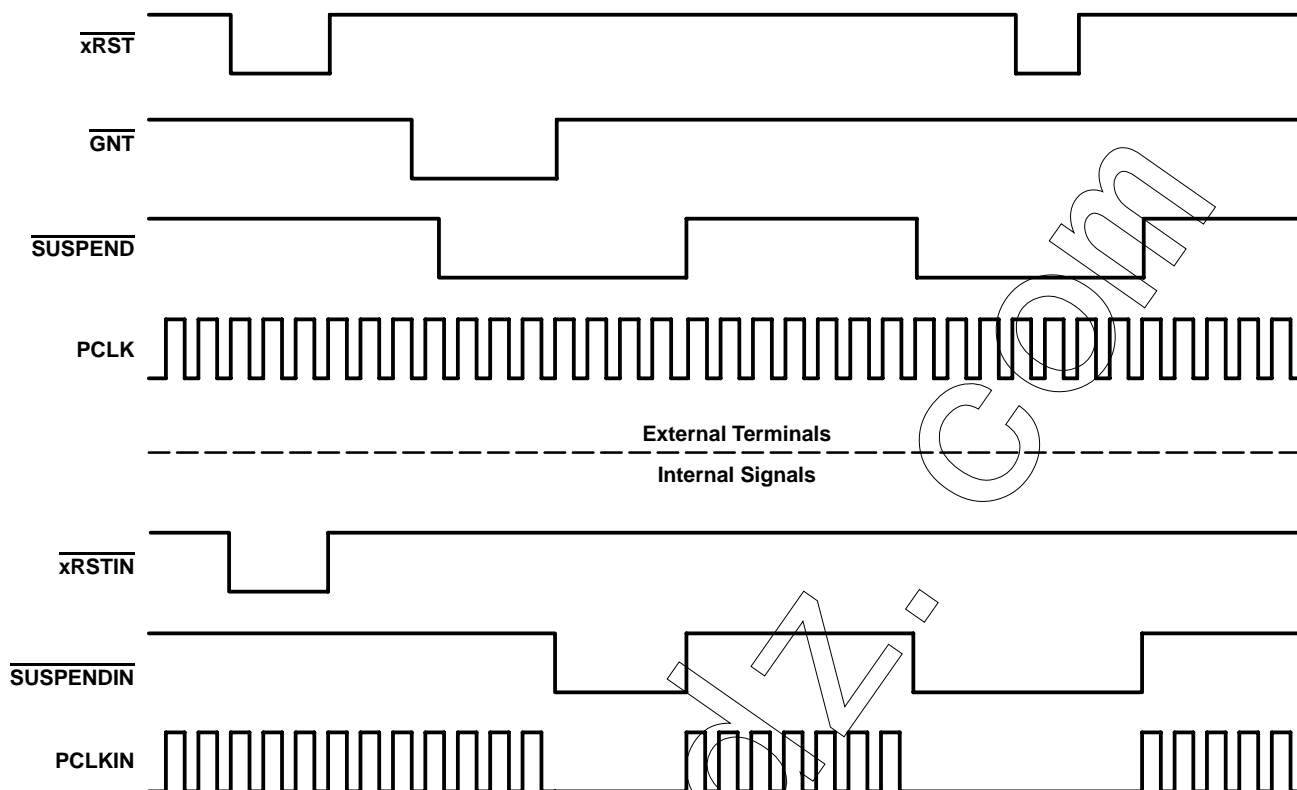 xRST
GNT
SUSPEND
PCLK
External Terminals
Internal Signals
xRSTIN
SUSPENDIN
PCLKIN